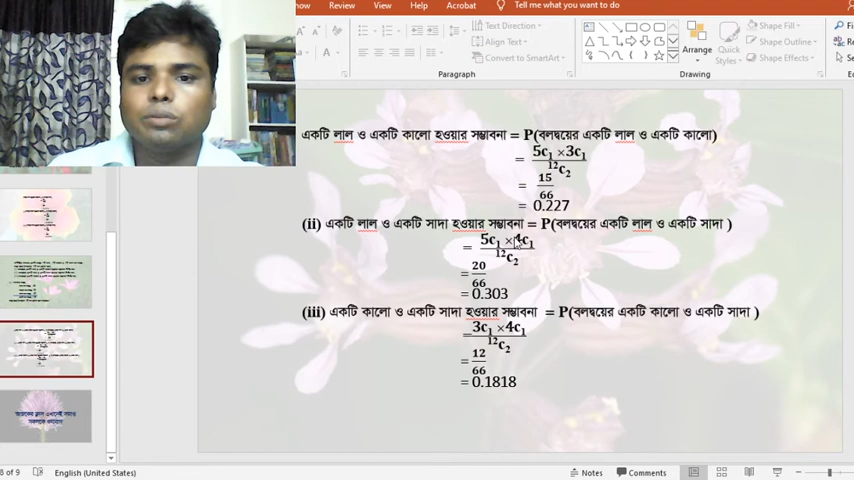 ns Review View Help Acrobat Tell me what you want to do
Text Direction
Align Text
Convert to SmartArt
Arrange
Quick
Styles
Shape Fill
Shape Outline
Shape Effects
Paragraph
Drawing
একটি লাল ও একটি কালো হওয়ার সম্ভাবনা = P(বলদ্বয়ের একটি লাল ও একটি কালো)
= 5c₁ ×3c₁ / ¹²c₂
= 15/66
= 0.227
(ii) একটি লাল ও একটি সাদা হওয়ার সম্ভাবনা = P(বলদ্বয়ের একটি লাল ও একটি সাদা )
= 5c₁ ×4c₁ / ¹²c₂
= 20/66
= 0.303
(iii) একটি কালো ও একটি সাদা হওয়ার সম্ভাবনা = P(বলদ্বয়ের একটি কালো ও একটি সাদা )
= 3c₁ ×4c₁ / ¹²c₂
= 12/66
= 0.1818
8 of 9 English (United States) Notes Comments